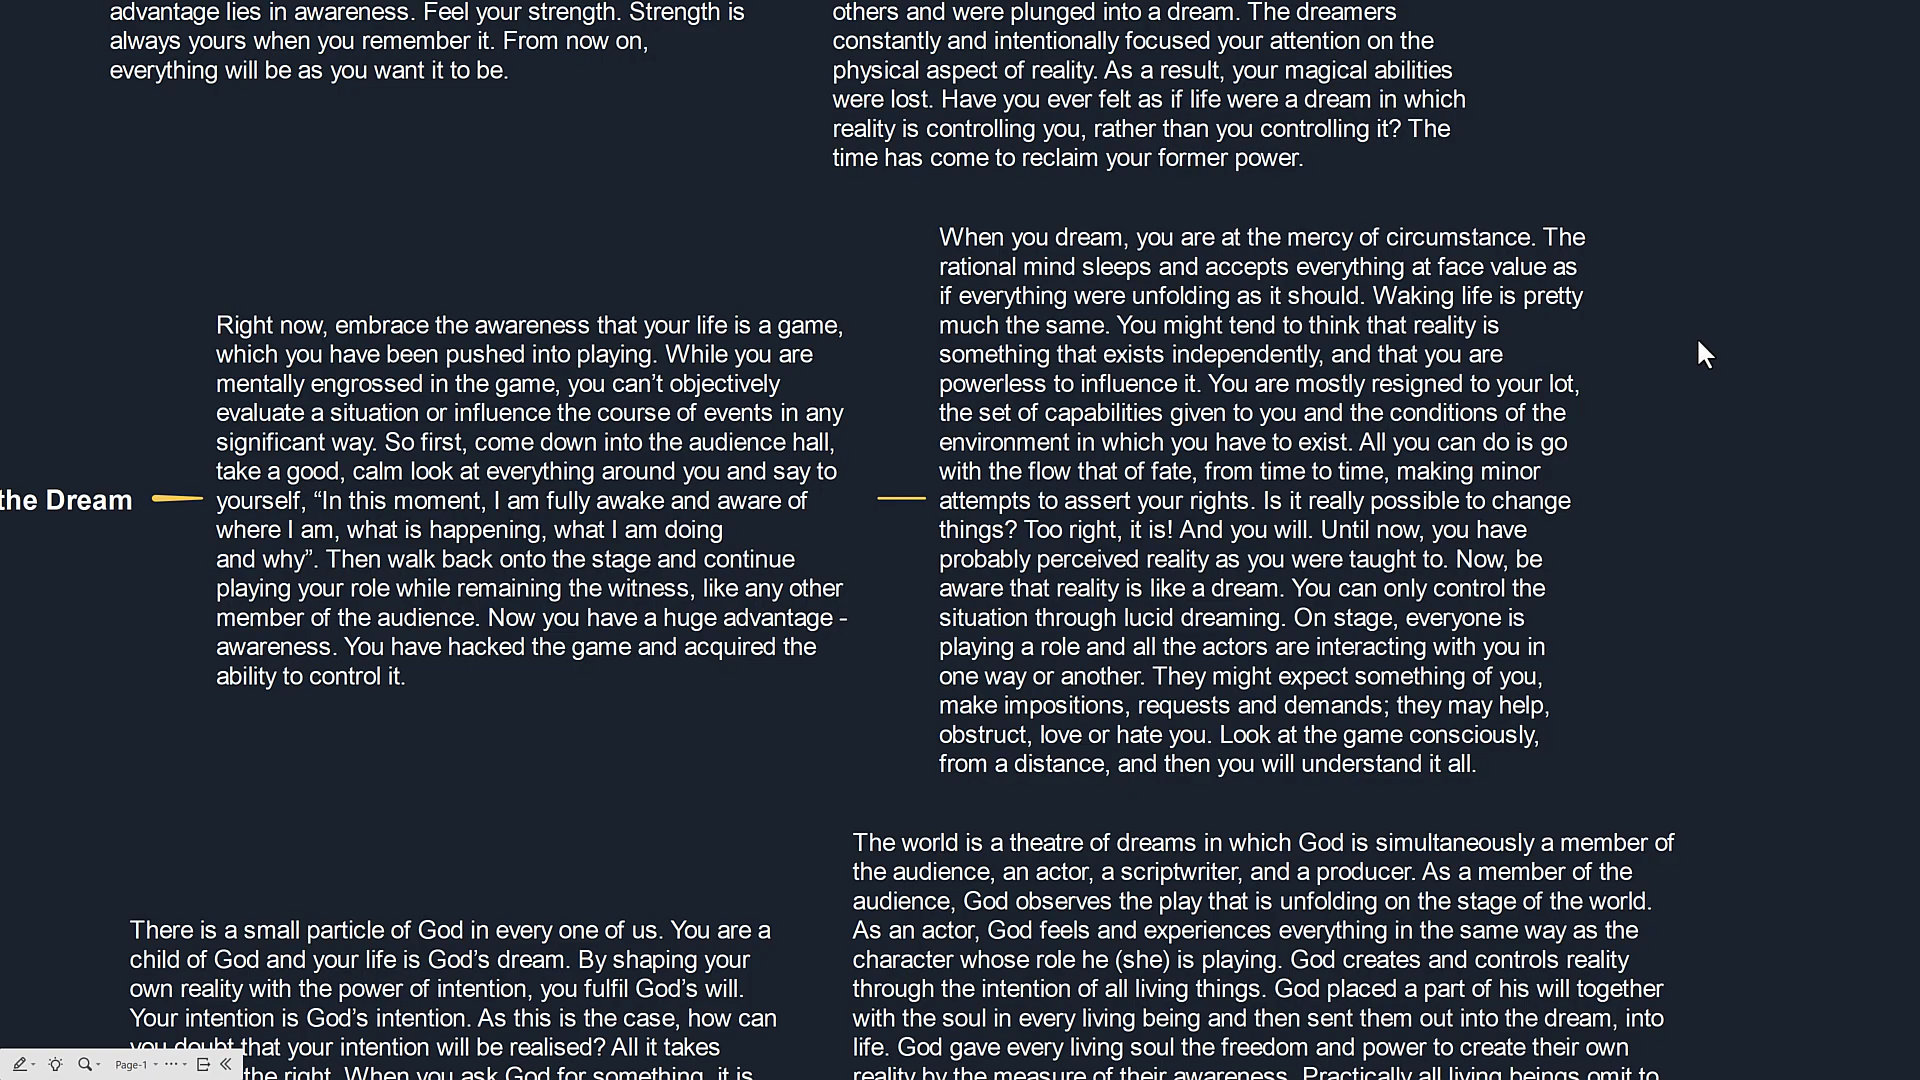 advantage lies in awareness. Feel your strength. Strength is
always yours when you remember it. From now on,
everything will be as you want it to be.
others and were plunged into a dream. The dreamers
constantly and intentionally focused your attention on the
physical aspect of reality. As a result, your magical abilities
were lost. Have you ever felt as if life were a dream in which
reality is controlling you, rather than you controlling it? The
time has come to reclaim your former power.
the Dream
Right now, embrace the awareness that your life is a game,
which you have been pushed into playing. While you are
mentally engrossed in the game, you can’t objectively
evaluate a situation or influence the course of events in any
significant way. So first, come down into the audience hall,
take a good, calm look at everything around you and say to
yourself, “In this moment, I am fully awake and aware of
where I am, what is happening, what I am doing
and why”. Then walk back onto the stage and continue
playing your role while remaining the witness, like any other
member of the audience. Now you have a huge advantage -
awareness. You have hacked the game and acquired the
ability to control it.
When you dream, you are at the mercy of circumstance. The
rational mind sleeps and accepts everything at face value as
if everything were unfolding as it should. Waking life is pretty
much the same. You might tend to think that reality is
something that exists independently, and that you are
powerless to influence it. You are mostly resigned to your lot,
the set of capabilities given to you and the conditions of the
environment in which you have to exist. All you can do is go
with the flow that of fate, from time to time, making minor
attempts to assert your rights. Is it really possible to change
things? Too right, it is! And you will. Until now, you have
probably perceived reality as you were taught to. Now, be
aware that reality is like a dream. You can only control the
situation through lucid dreaming. On stage, everyone is
playing a role and all the actors are interacting with you in
one way or another. They might expect something of you,
make impositions, requests and demands; they may help,
obstruct, love or hate you. Look at the game consciously,
from a distance, and then you will understand it all.
There is a small particle of God in every one of us. You are a
child of God and your life is God’s dream. By shaping your
own reality with the power of intention, you fulfil God’s will.
Your intention is God’s intention. As this is the case, how can
you doubt that your intention will be realised? All it takes
the right. When you ask God for something, it is
The world is a theatre of dreams in which God is simultaneously a member of
the audience, an actor, a scriptwriter, and a producer. As a member of the
audience, God observes the play that is unfolding on the stage of the world.
As an actor, God feels and experiences everything in the same way as the
character whose role he (she) is playing. God creates and controls reality
through the intention of all living things. God placed a part of his will together
with the soul in every living being and then sent them out into the dream, into
life. God gave every living soul the freedom and power to create their own
reality by the measure of their awareness. Practically all living beings omit to
Page-1